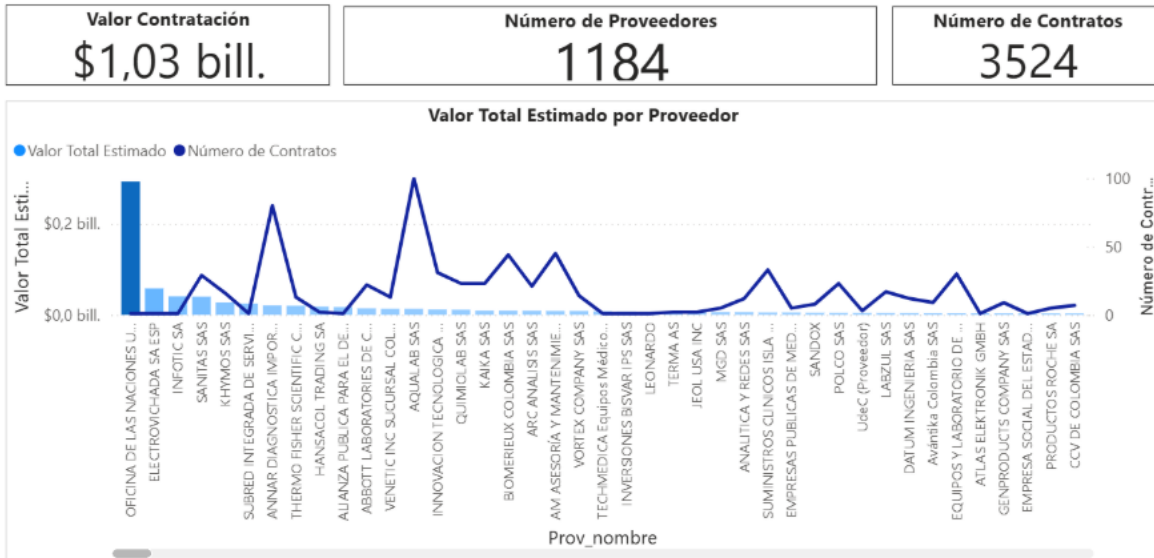 Valor Contratación
$1,03 bill.
Número de Proveedores
1184
Número de Contratos
3524
Valor Total Estimado por Proveedor
Valor Total Estimado
Número de Contratos
Valor Total Esti...
$0,2 bill.
$0,0 bill.
100
50
0
Número de Contr...
OFICINA DE LAS NACIONES U...
ELECTROVICHADA SA ESP
INFOTIC SA
SANITAS SAS
KHYMOS SAS
SUBRED INTEGRADA DE SERVI...
ANNAR DIAGNOSTICA IMPOR...
THERMO FISHER SCIENTIFIC C...
HANSACOL TRADING SA
ALIANZA PUBLICA PARA EL DE...
ABBOTT LABORATORIES DE C...
VENETIC INC SUCURSAL COL...
AQUALAB SAS
INNOVACION TECNOLOGICA ...
QUIMIOLAB SAS
KAIKA SAS
BIOMERIEUX COLOMBIA SAS
ARC ANALISIS SAS
AM ASESORÍA Y MANTENIMIE...
VORTEX COMPANY SAS
TECHMEDICA Equipos Médico...
INVERSIONES BISVAR IPS SAS
LEONARDO
TERMA AS
JEOL USA INC
MGD SAS
ANALITICA Y REDES SAS
SUMINISTROS CLINICOS ISLA ...
EMPRESAS PUBLICAS DE MED...
SANDOX
POLCO SAS
UdeC (Proveedor)
LABZUL SAS
DATUM INGENIERIA SAS
Avántika Colombia SAS
EQUIPOS Y LABORATORIO DE ...
ATLAS ELEKTRONIK GMBH
GENPRODUCTS COMPANY SAS
EMPRESA SOCIAL DEL ESTAD...
PRODUCTOS ROCHE SA
CCV DE COLOMBIA SAS
Prov_nombre